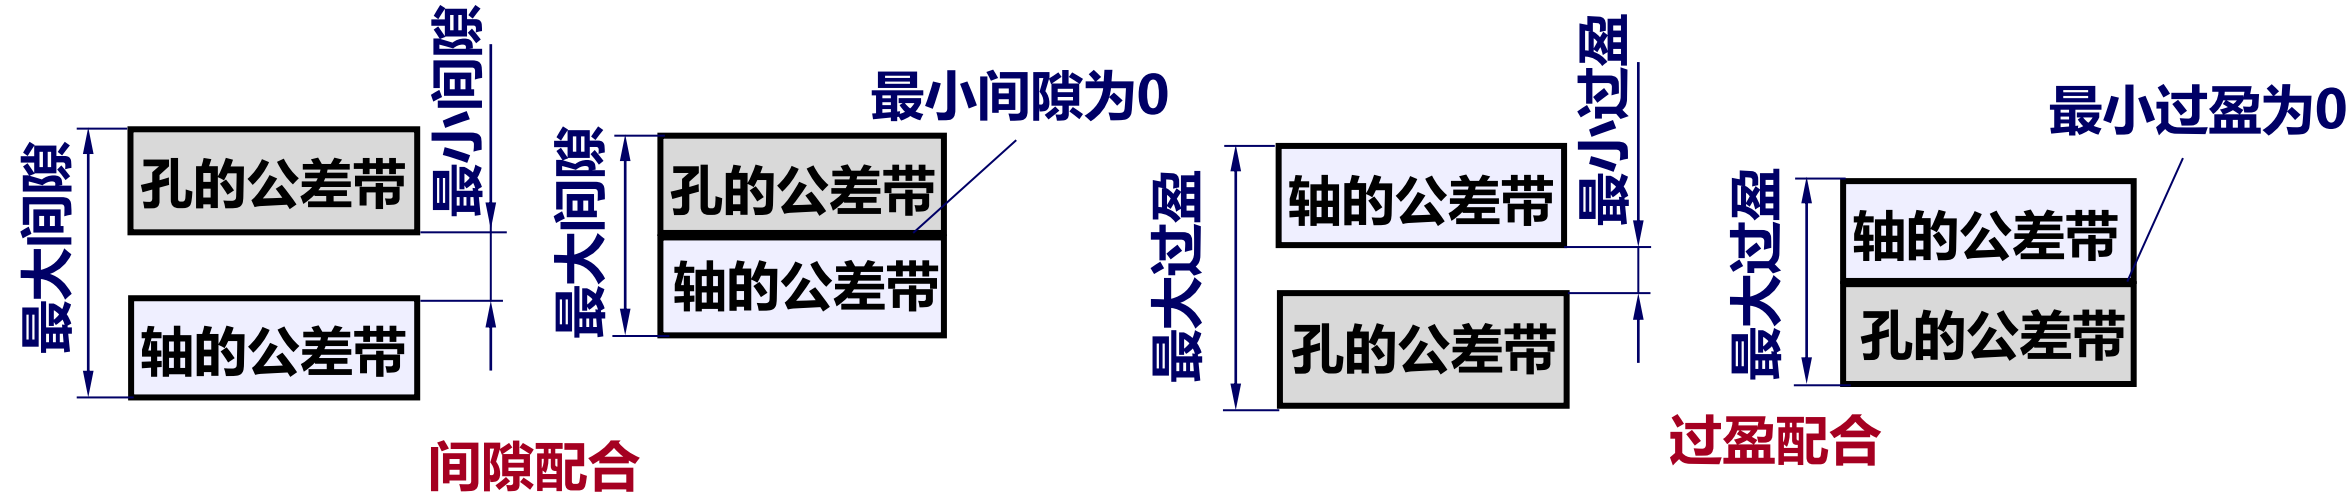 最大间隙
孔的公差带
轴的公差带
最小间隙
最大间隙
孔的公差带
轴的公差带
最小间隙为0
间隙配合
最大过盈
轴的公差带
孔的公差带
最小过盈
最大过盈
轴的公差带
孔的公差带
最小过盈为0
过盈配合